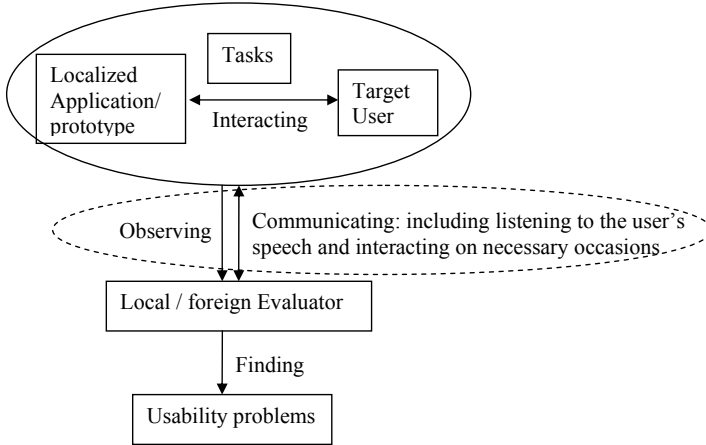 Tasks
Localized
Application/
prototype
Target
User
Interacting
Observing
Communicating: including listening to the user's
speech and interacting on necessary occasions
Local / foreign Evaluator
Finding
Usability problems